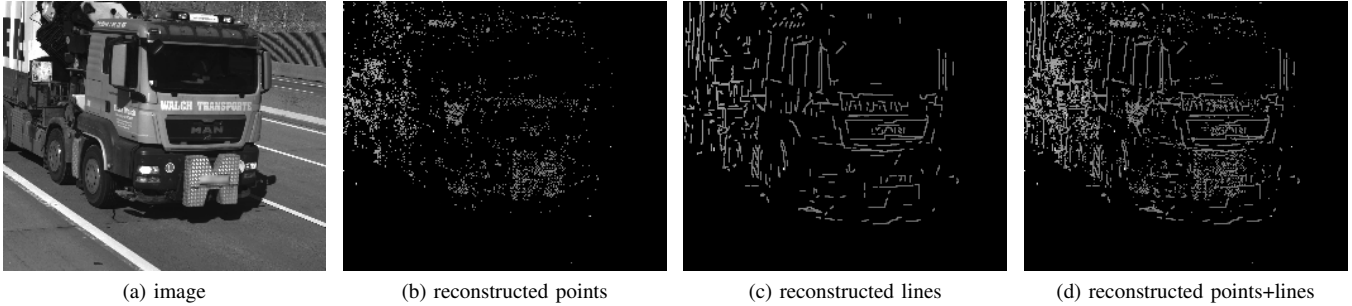 WALCH TRANSPORTE
MAN
(a) image
(b) reconstructed points
(c) reconstructed lines
(d) reconstructed points+lines